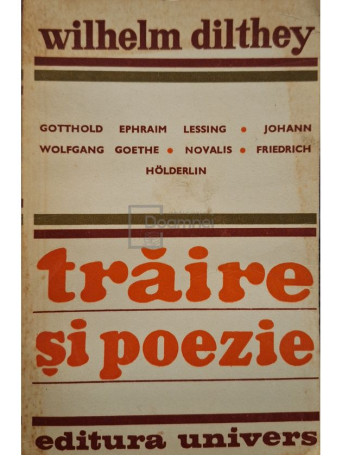 wilhelm dilthey
GOTTHOLD EPHRAIM LESSING • JOHANN
WOLFGANG GOETHE • NOVALIS • FRIEDRICH
HÖLDERLIN
trăire
și poezie
editura univers